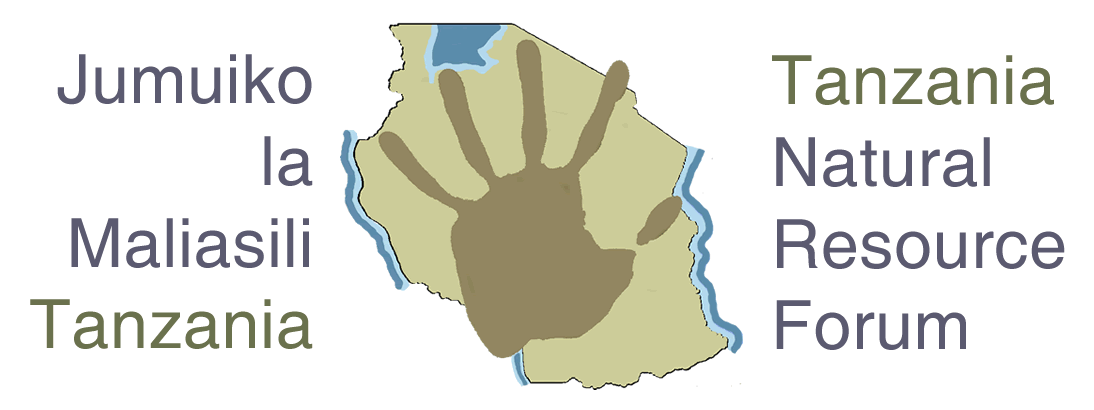 Jumuiko
la
Maliasili
Tanzania
Tanzania
Natural
Resource
Forum